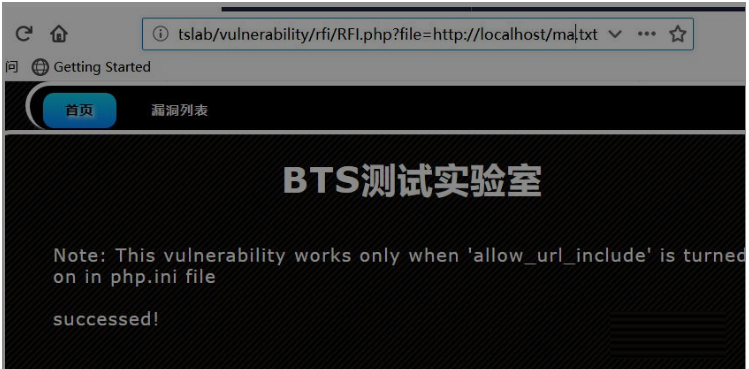 tslab/vulnerability/rfi/RFI.php?file=http://localhost/ma.txt
问 Getting Started
首页 漏洞列表
BTS测试实验室
Note: This vulnerability works only when 'allow_url_include' is turned
on in php.ini file
successed!